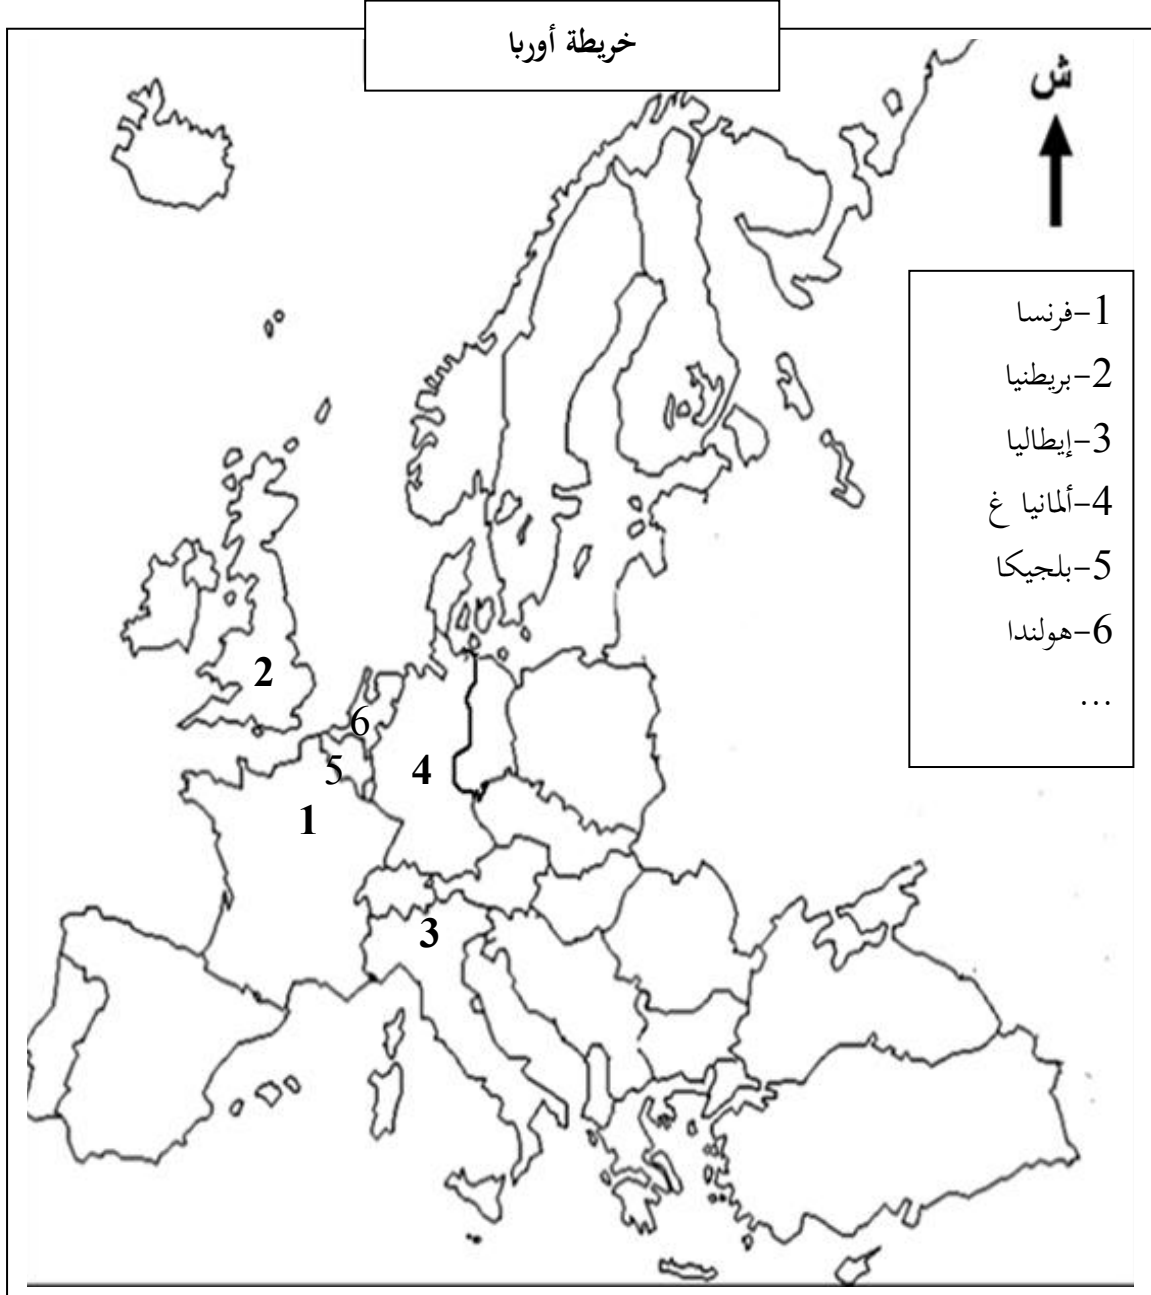 خريطة أوربا
ش
1-فرنسا
2-بريطنيا
3-إيطاليا
4-ألمانيا غ
5-بلجيكا
6-هولندا
...
2
6
5
4
1
3